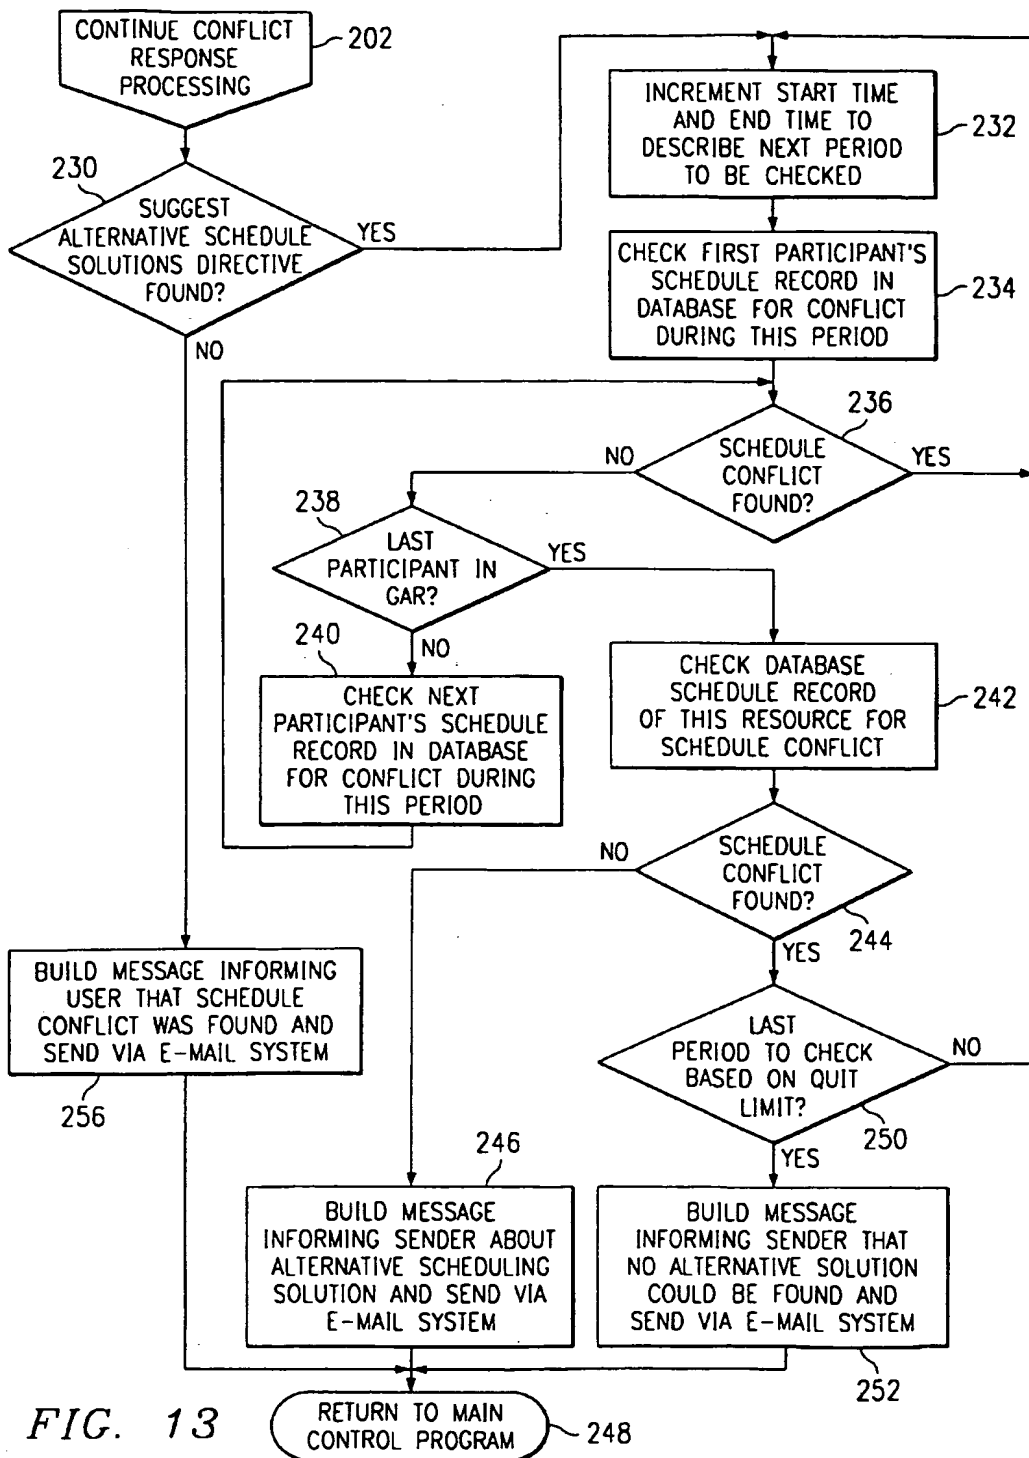 CONTINUE CONFLICT
RESPONSE
PROCESSING
202
230
SUGGEST
ALTERNATIVE SCHEDULE
SOLUTIONS DIRECTIVE
FOUND?
YES
NO
INCREMENT START TIME
AND END TIME TO
DESCRIBE NEXT PERIOD
TO BE CHECKED
232
CHECK FIRST PARTICIPANT'S
SCHEDULE RECORD IN
DATABASE FOR CONFLICT
DURING THIS PERIOD
234
236
SCHEDULE
CONFLICT
FOUND?
NO
YES
238
LAST
PARTICIPANT IN
GAR?
YES
NO
240
CHECK NEXT
PARTICIPANT'S SCHEDULE
RECORD IN DATABASE
FOR CONFLICT DURING
THIS PERIOD
CHECK DATABASE
SCHEDULE RECORD
OF THIS RESOURCE FOR
SCHEDULE CONFLICT
242
SCHEDULE
CONFLICT
FOUND?
NO
244
YES
LAST
PERIOD TO CHECK
BASED ON QUIT
LIMIT?
NO
250
YES
BUILD MESSAGE INFORMING
USER THAT SCHEDULE
CONFLICT WAS FOUND AND
SEND VIA E-MAIL SYSTEM
256
246
BUILD MESSAGE
INFORMING SENDER ABOUT
ALTERNATIVE SCHEDULING
SOLUTION AND SEND VIA
E-MAIL SYSTEM
BUILD MESSAGE
INFORMING SENDER THAT
NO ALTERNATIVE SOLUTION
COULD BE FOUND AND
SEND VIA E-MAIL SYSTEM
252
RETURN TO MAIN
CONTROL PROGRAM
248
FIG. 13